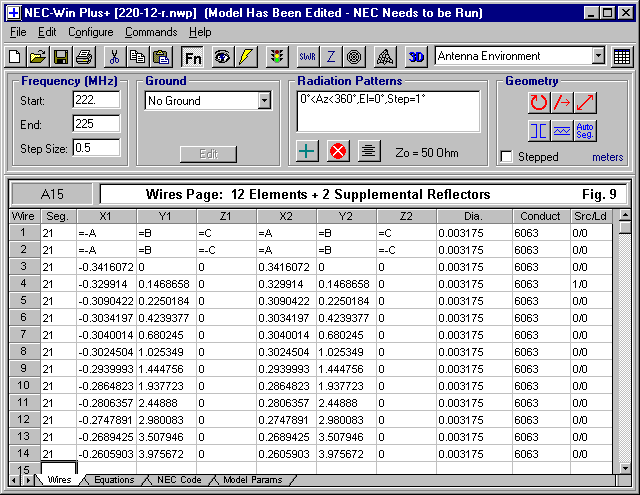 NEC-Win Plus+ [220-12-r.nwp] (Model Has Been Edited - NEC Needs to be Run)
File Edit Configure Commands Help
Fn SWR Z 3D Antenna Environment
Frequency (MHz)
Start: 222.
End: 225
Step Size: 0.5
Ground
No Ground
Edit
Radiation Patterns
0°<Az<360°,El=0°,Step=1°
Zo = 50 Ohm
Geometry
Auto Seg.
Stepped meters
A15 Wires Page: 12 Elements + 2 Supplemental Reflectors Fig. 9
Wire Seg. X1 Y1 Z1 X2 Y2 Z2 Dia. Conduct Src/Ld
1 21 =-A =B =C =A =B =C 0.003175 6063 0/0
2 21 =-A =B =-C =A =B =-C 0.003175 6063 0/0
3 21 -0.3416072 0 0 0.3416072 0 0 0.003175 6063 0/0
4 21 -0.329914 0.1468658 0 0.329914 0.1468658 0 0.003175 6063 1/0
5 21 -0.3090422 0.2250184 0 0.3090422 0.2250184 0 0.003175 6063 0/0
6 21 -0.3034197 0.4239377 0 0.3034197 0.4239377 0 0.003175 6063 0/0
7 21 -0.3040014 0.680245 0 0.3040014 0.680245 0 0.003175 6063 0/0
8 21 -0.3024504 1.025349 0 0.3024504 1.025349 0 0.003175 6063 0/0
9 21 -0.2939993 1.444756 0 0.2939993 1.444756 0 0.003175 6063 0/0
10 21 -0.2864823 1.937723 0 0.2864823 1.937723 0 0.003175 6063 0/0
11 21 -0.2806357 2.44888 0 0.2806357 2.44888 0 0.003175 6063 0/0
12 21 -0.2747891 2.980083 0 0.2747891 2.980083 0 0.003175 6063 0/0
13 21 -0.2689425 3.507946 0 0.2689425 3.507946 0 0.003175 6063 0/0
14 21 -0.2605903 3.975672 0 0.2605903 3.975672 0 0.003175 6063 0/0
15
Wires Equations NEC Code Model Params